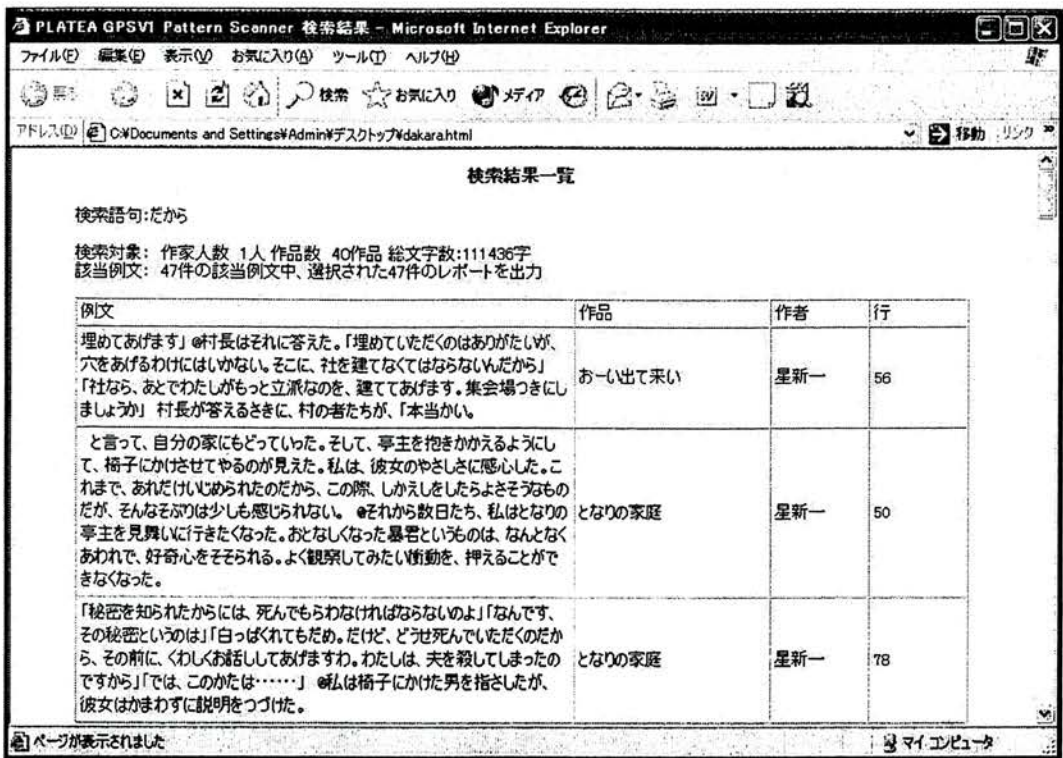 PLATEA GPSV1 Pattern Scanner 検索結果 - Microsoft Internet Explorer
ファイル(F) 編集(E) 表示(V) お気に入り(A) ツール(T) ヘルプ(H)
戻る 検索 お気に入り メディア
アドレス(D) C:¥Documents and Settings¥Admin¥デスクトップ¥dakara.html 移動 リンク »
検索結果一覧
検索語句:だから
検索対象: 作家人数 1人 作品数 40作品 総文字数:111436字
該当例文: 47件の該当例文中、選択された47件のレポートを出力
例文 作品 作者 行
埋めてあげます」@村長はそれに答えた。「埋めていただくのはありがたいが、
穴をあげるわけにはいかない。そこに、社を建てなくてはならないんだから」
「社なら、あとでわたしがもっと立派なのを、建ててあげます。集会場つきにし
ましょうか」 村長が答えるさきに、村の者たちが、「本当かい。
おーい出て来い 星新一 56
と言って、自分の家にもどっていった。そして、亭主を抱きかかえるようにし
て、椅子にかけさせてやるのが見えた。私は、彼女のやさしさに感心した。こ
れまで、あれだけいじめられたのだから、この際、しかえしをしたらよさそうなもの
だが、そんなそぶりは少しも感じられない。 @それから数日たち、私はとなりの
亭主を見舞いに行きたくなった。おとなしくなった暴君というものは、なんとなく
あわれで、好奇心をそそられる。よく観察してみたい衝動を、押えることがで
きなくなった。
となりの家庭 星新一 50
「秘密を知られたからには、死んでもらわなければならないのよ」「なんです、
その秘密というのは」「白っぱくれてもだめ。だけど、どうせ死んでいただくのだか
ら、その前に、くわしくお話ししてあげますわ。わたしは、夫を殺してしまったの
ですから」「では、このかたは……」 @私は椅子にかけた男を指さしたが、
彼女はかまわずに説明をつづけた。
となりの家庭 星新一 78
ページが表示されました マイ コンピュータ